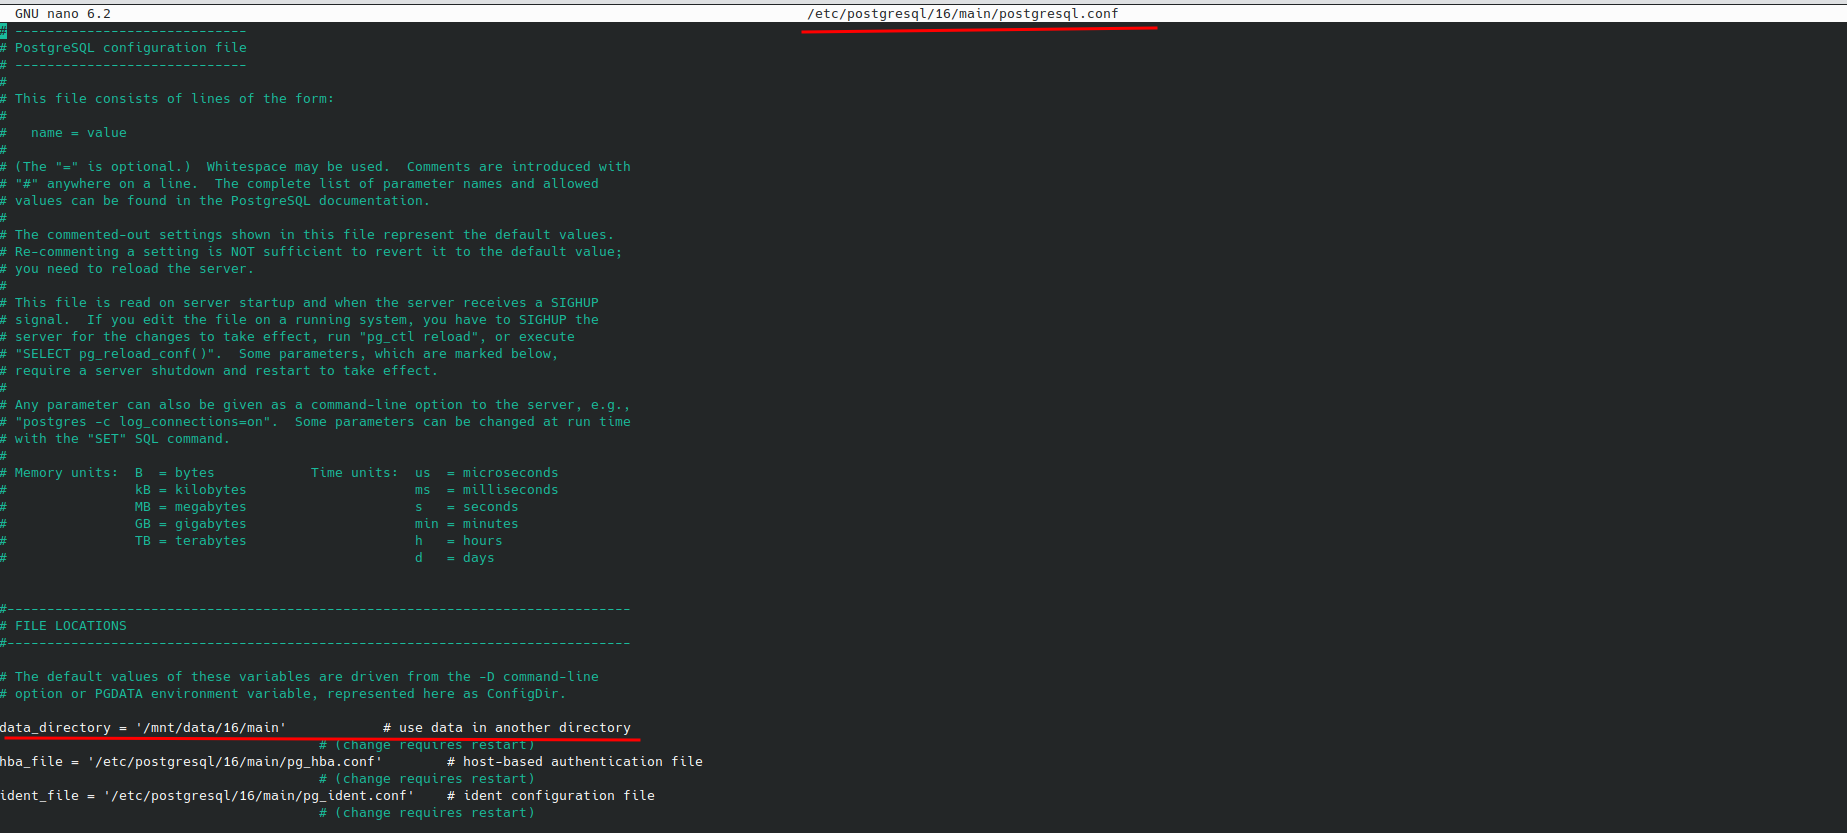 GNU nano 6.2 /etc/postgresql/16/main/postgresql.conf
# -----------------------------
# PostgreSQL configuration file
# -----------------------------
#
# This file consists of lines of the form:
#
#   name = value
#
# (The "=" is optional.)  Whitespace may be used.  Comments are introduced with
# "#" anywhere on a line.  The complete list of parameter names and allowed
# values can be found in the PostgreSQL documentation.
#
# The commented-out settings shown in this file represent the default values.
# Re-commenting a setting is NOT sufficient to revert it to the default value;
# you need to reload the server.
#
# This file is read on server startup and when the server receives a SIGHUP
# signal.  If you edit the file on a running system, you have to SIGHUP the
# server for the changes to take effect, run "pg_ctl reload", or execute
# "SELECT pg_reload_conf()".  Some parameters, which are marked below,
# require a server shutdown and restart to take effect.
#
# Any parameter can also be given as a command-line option to the server, e.g.,
# "postgres -c log_connections=on".  Some parameters can be changed at run time
# with the "SET" SQL command.
#
# Memory units:  B  = bytes            Time units:  us  = microseconds
#                kB = kilobytes                     ms  = milliseconds
#                MB = megabytes                     s   = seconds
#                GB = gigabytes                     min = minutes
#                TB = terabytes                     h   = hours
#                                                   d   = days
#------------------------------------------------------------------------------
# FILE LOCATIONS
#------------------------------------------------------------------------------
# The default values of these variables are driven from the -D command-line
# option or PGDATA environment variable, represented here as ConfigDir.
data_directory = '/mnt/data/16/main'            # use data in another directory
                                        # (change requires restart)
hba_file = '/etc/postgresql/16/main/pg_hba.conf'        # host-based authentication file
                                        # (change requires restart)
ident_file = '/etc/postgresql/16/main/pg_ident.conf'    # ident configuration file
                                        # (change requires restart)